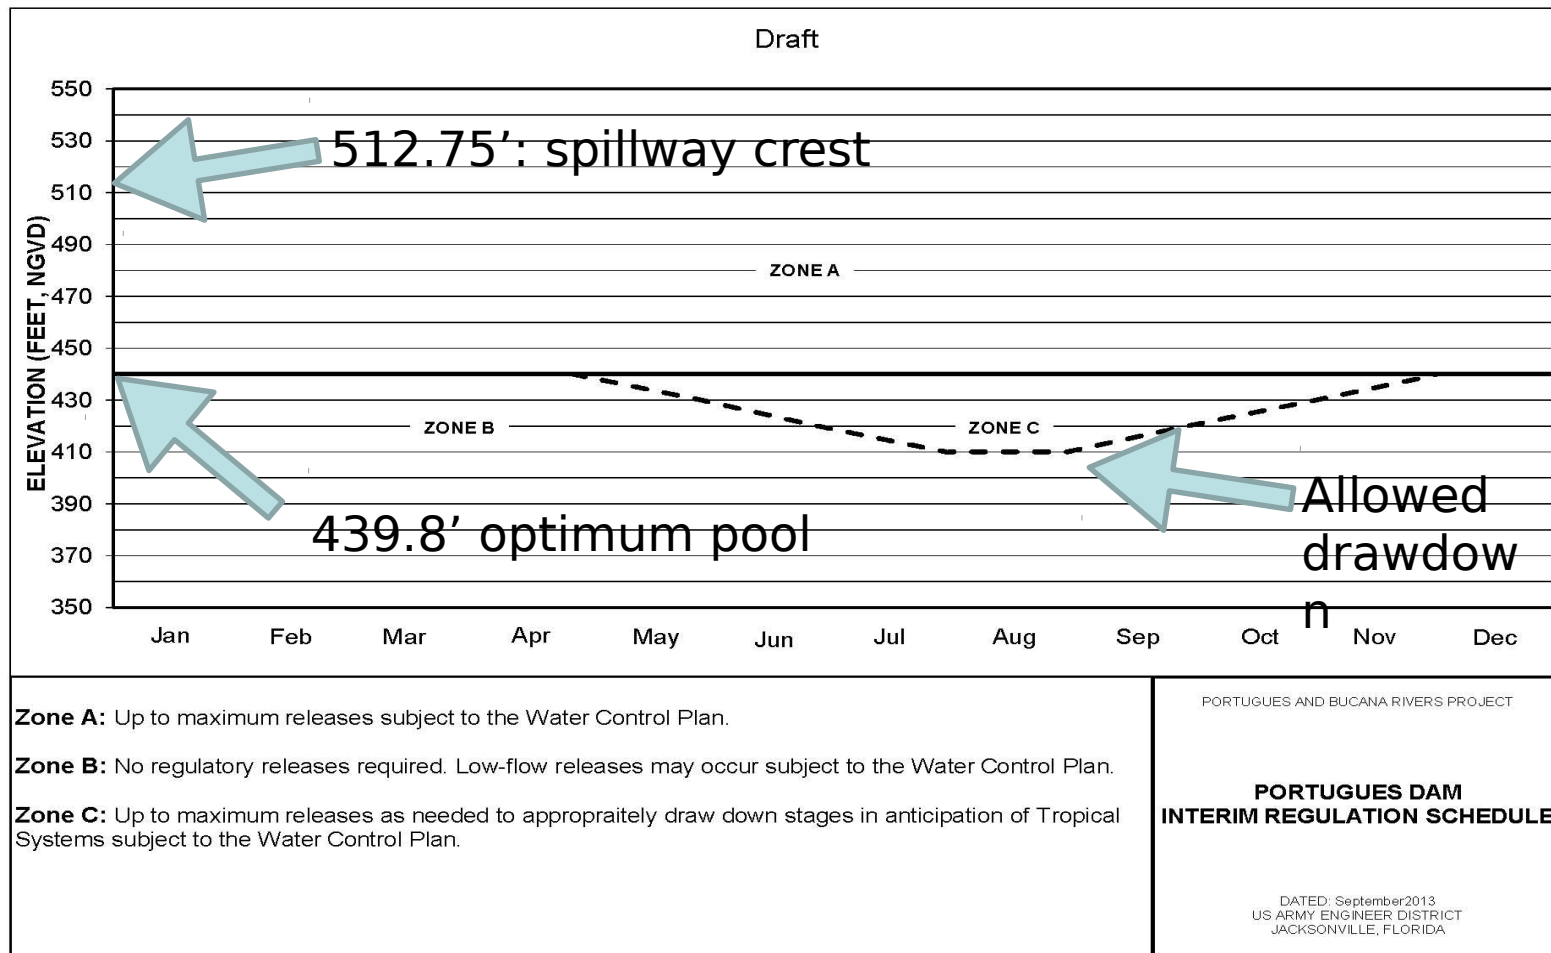 Draft
550
530
510
490
470
450
430
410
390
370
350
ELEVATION (FEET, NGVD)
512.75’: spillway crest
ZONE A
ZONE B
ZONE C
439.8’ optimum pool
Allowed
drawdow
n
Jan Feb Mar Apr May Jun Jul Aug Sep Oct Nov Dec
Zone A: Up to maximum releases subject to the Water Control Plan.
Zone B: No regulatory releases required. Low-flow releases may occur subject to the Water Control Plan.
Zone C: Up to maximum releases as needed to appropraitely draw down stages in anticipation of Tropical
Systems subject to the Water Control Plan.
PORTUGUES AND BUCANA RIVERS PROJECT
PORTUGUES DAM
INTERIM REGULATION SCHEDULE
DATED: September2013
US ARMY ENGINEER DISTRICT
JACKSONVILLE, FLORIDA